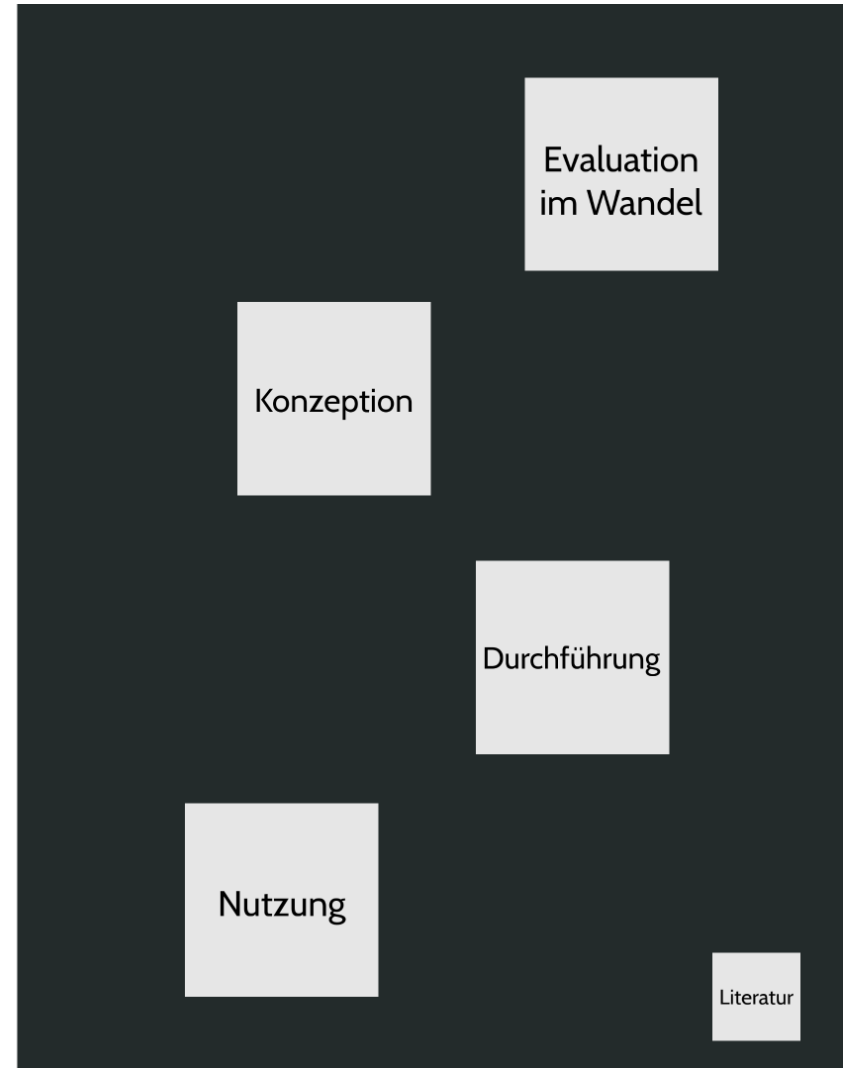 Evaluation
im Wandel
Konzeption
Durchführung
Nutzung
Literatur